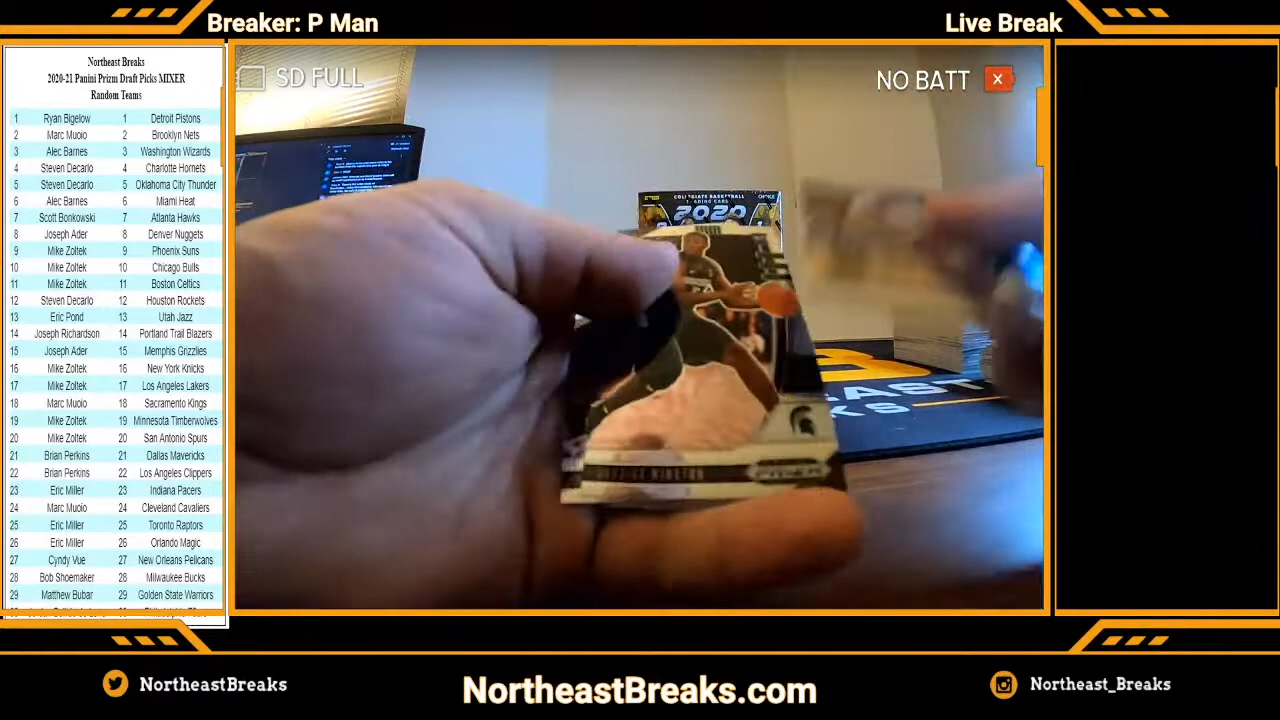 Breaker: P Man
Live Break
Northeast Breaks
2020-21 Panini Prizm Draft Picks MIXER
Random Teams
1 Ryan Bigelow 1 Detroit Pistons
2 Marc Muoio 2 Brooklyn Nets
3 Alec Barnes 3 Washington Wizards
4 Steven Decarlo 4 Charlotte Hornets
5 Steven Decarlo 5 Oklahoma City Thunder
6 Alec Barnes 6 Miami Heat
7 Scott Bonkowski 7 Atlanta Hawks
8 Joseph Ader 8 Denver Nuggets
9 Mike Zoltek 9 Phoenix Suns
10 Mike Zoltek 10 Chicago Bulls
11 Mike Zoltek 11 Boston Celtics
12 Steven Decarlo 12 Houston Rockets
13 Eric Pond 13 Utah Jazz
14 Joseph Richardson 14 Portland Trail Blazers
15 Joseph Ader 15 Memphis Grizzlies
16 Mike Zoltek 16 New York Knicks
17 Mike Zoltek 17 Los Angeles Lakers
18 Marc Muoio 18 Sacramento Kings
19 Mike Zoltek 19 Minnesota Timberwolves
20 Mike Zoltek 20 San Antonio Spurs
21 Brian Perkins 21 Dallas Mavericks
22 Brian Perkins 22 Los Angeles Clippers
23 Eric Miller 23 Indiana Pacers
24 Marc Muoio 24 Cleveland Cavaliers
25 Eric Miller 25 Toronto Raptors
26 Eric Miller 26 Orlando Magic
27 Cyndy Vue 27 New Orleans Pelicans
28 Bob Shoemaker 28 Milwaukee Bucks
29 Matthew Bubar 29 Golden State Warriors
SD FULL
NO BATT
COLLEGIATE BASKETBALL
2020
WINSTON
PRIZM
NortheastBreaks
NortheastBreaks.com
Northeast_Breaks